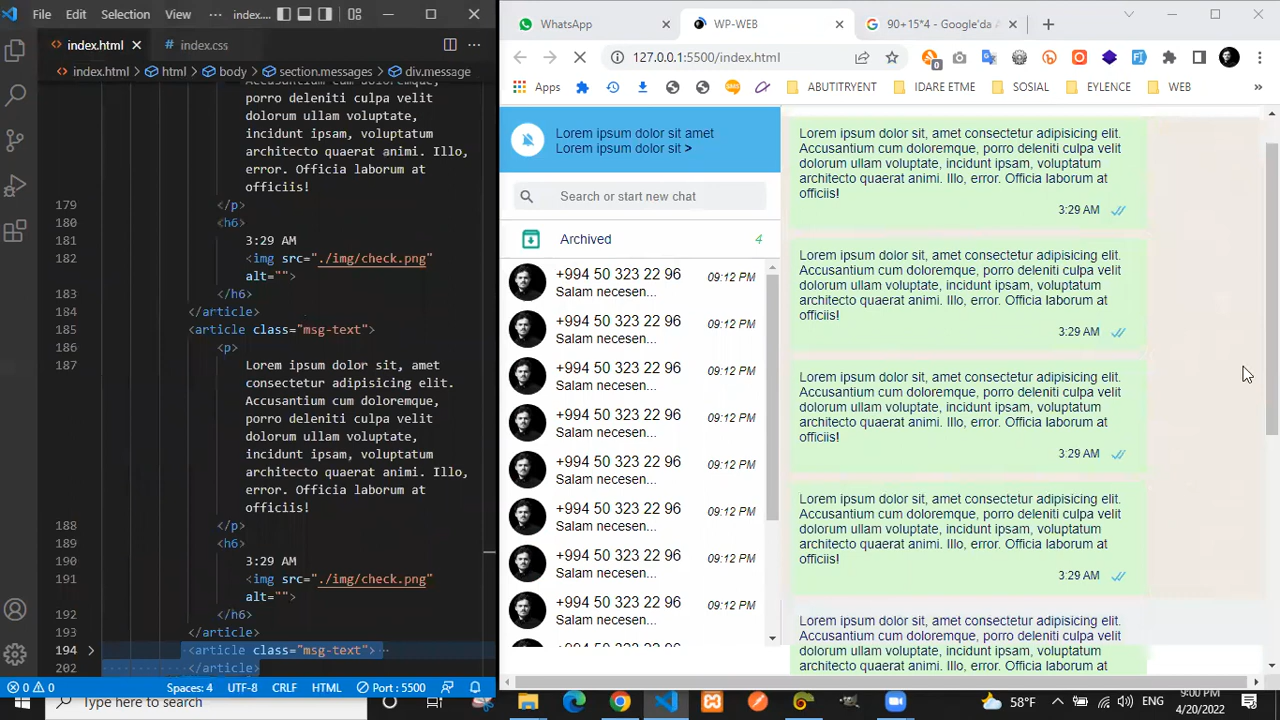 File Edit Selection View index....
index.html index.css
index.html > html > body > section.messages > div.message
Accusantium cum doloremque,
porro deleniti culpa velit
dolorum ullam voluptate,
incidunt ipsam, voluptatum
architecto quaerat animi. Illo,
error. Officia laborum at
officiis!
179 </p>
180 <h6>
181 3:29 AM
182 <img src="./img/check.png"
alt="">
183 </h6>
184 </article>
185 <article class="msg-text">
186 <p>
187 Lorem ipsum dolor sit, amet
consectetur adipisicing elit.
Accusantium cum doloremque,
porro deleniti culpa velit
dolorum ullam voluptate,
incidunt ipsam, voluptatum
architecto quaerat animi. Illo,
error. Officia laborum at
officiis!
188 </p>
189 <h6>
190 3:29 AM
191 <img src="./img/check.png"
alt="">
192 </h6>
193 </article>
194 <article class="msg-text"> ...
202 </article>
0 0 Spaces: 4 UTF-8 CRLF HTML Port : 5500
WhatsApp WP-WEB 90+15*4 - Google'da
127.0.0.1:5500/index.html
0
Apps SMS ABUTITRYENT IDARE ETME SOSIAL EYLENCE WEB »
Lorem ipsum dolor sit amet
Lorem ipsum dolor sit >
Search or start new chat
Archived 4
+994 50 323 22 96 09:12 PM
Salam necesen...
+994 50 323 22 96 09:12 PM
Salam necesen...
+994 50 323 22 96 09:12 PM
Salam necesen...
+994 50 323 22 96 09:12 PM
Salam necesen...
+994 50 323 22 96 09:12 PM
Salam necesen...
+994 50 323 22 96 09:12 PM
Salam necesen...
+994 50 323 22 96 09:12 PM
Salam necesen...
+994 50 323 22 96 09:12 PM
Salam necesen...
Lorem ipsum dolor sit, amet consectetur adipisicing elit.
Accusantium cum doloremque, porro deleniti culpa velit
dolorum ullam voluptate, incidunt ipsam, voluptatum
architecto quaerat animi. Illo, error. Officia laborum at
officiis!
3:29 AM
Lorem ipsum dolor sit, amet consectetur adipisicing elit.
Accusantium cum doloremque, porro deleniti culpa velit
dolorum ullam voluptate, incidunt ipsam, voluptatum
architecto quaerat animi. Illo, error. Officia laborum at
officiis!
3:29 AM
Lorem ipsum dolor sit, amet consectetur adipisicing elit.
Accusantium cum doloremque, porro deleniti culpa velit
dolorum ullam voluptate, incidunt ipsam, voluptatum
architecto quaerat animi. Illo, error. Officia laborum at
officiis!
3:29 AM
Lorem ipsum dolor sit, amet consectetur adipisicing elit.
Accusantium cum doloremque, porro deleniti culpa velit
dolorum ullam voluptate, incidunt ipsam, voluptatum
architecto quaerat animi. Illo, error. Officia laborum at
officiis!
3:29 AM
Lorem ipsum dolor sit, amet consectetur adipisicing elit.
Accusantium cum doloremque, porro deleniti culpa velit
dolorum ullam voluptate, incidunt ipsam, voluptatum
architecto quaerat animi. Illo, error. Officia laborum at
Type here to search 58°F ENG 9:00 PM
4/20/2022